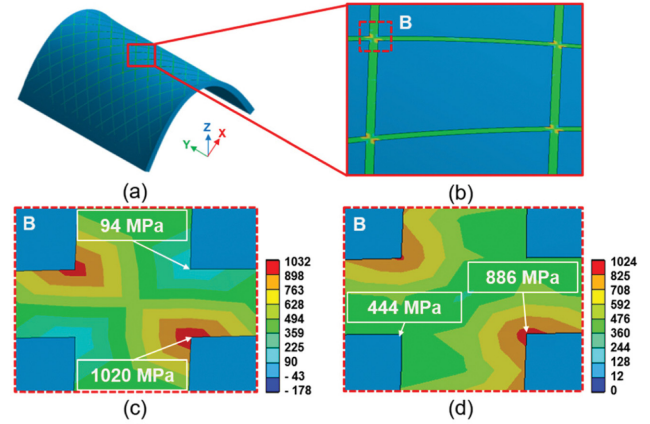 B
Z
X
Y
(a)
(b)
B
94 MPa
1020 MPa
1032
898
763
628
494
359
225
90
- 43
- 178
(c)
B
886 MPa
444 MPa
1024
825
708
592
476
360
244
128
12
0
(d)